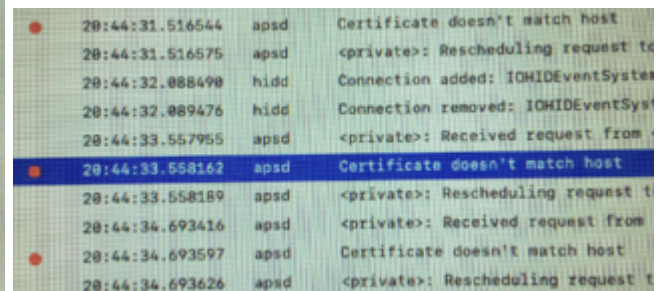 20:44:31.516544 apsd Certificate doesn't match host
20:44:31.516575 apsd <private>: Rescheduling request to
20:44:32.088490 hidd Connection added: IOHIDEventSystem
20:44:32.089476 hidd Connection removed: IOHIDEventSyst
20:44:33.557955 apsd <private>: Received request from
20:44:33.558162 apsd Certificate doesn't match host
20:44:33.558189 apsd <private>: Rescheduling request t
20:44:34.693416 apsd <private>: Received request from
20:44:34.693597 apsd Certificate doesn't match host
20:44:34.693626 apsd <private>: Rescheduling request t